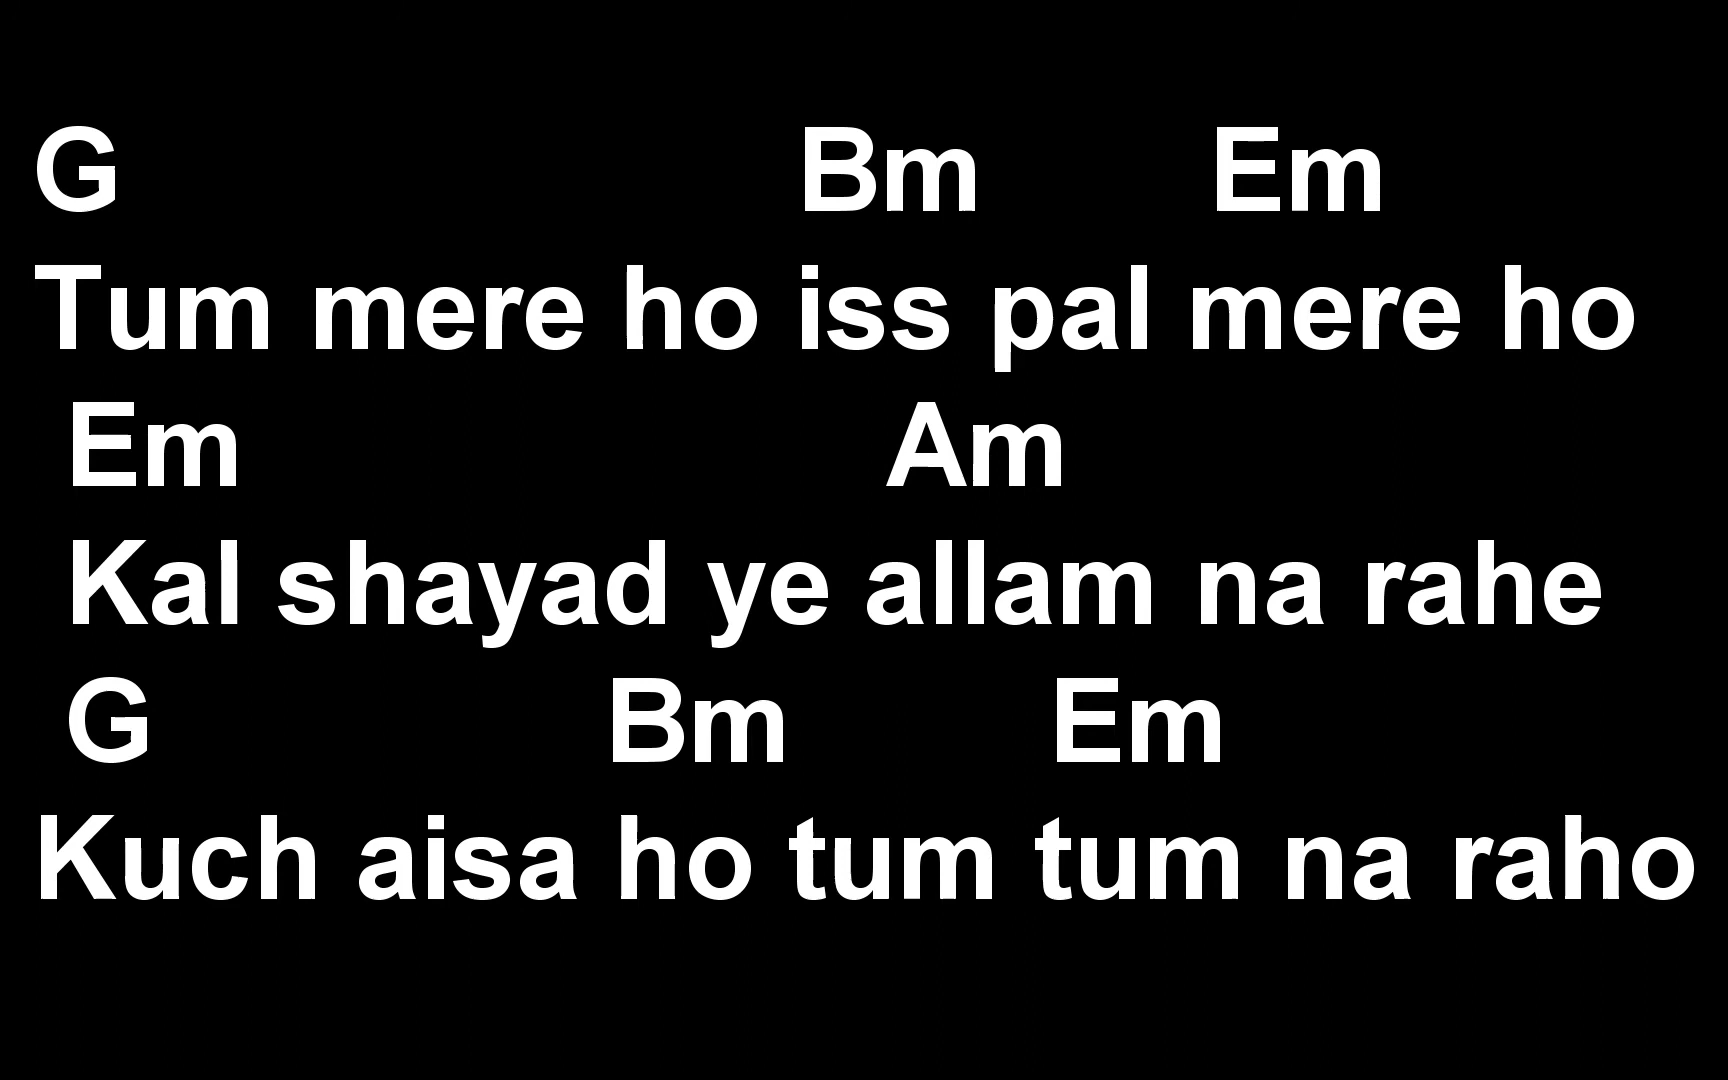 G Bm Em
Tum mere ho iss pal mere ho
Em Am
Kal shayad ye allam na rahe
G Bm Em
Kuch aisa ho tum tum na raho